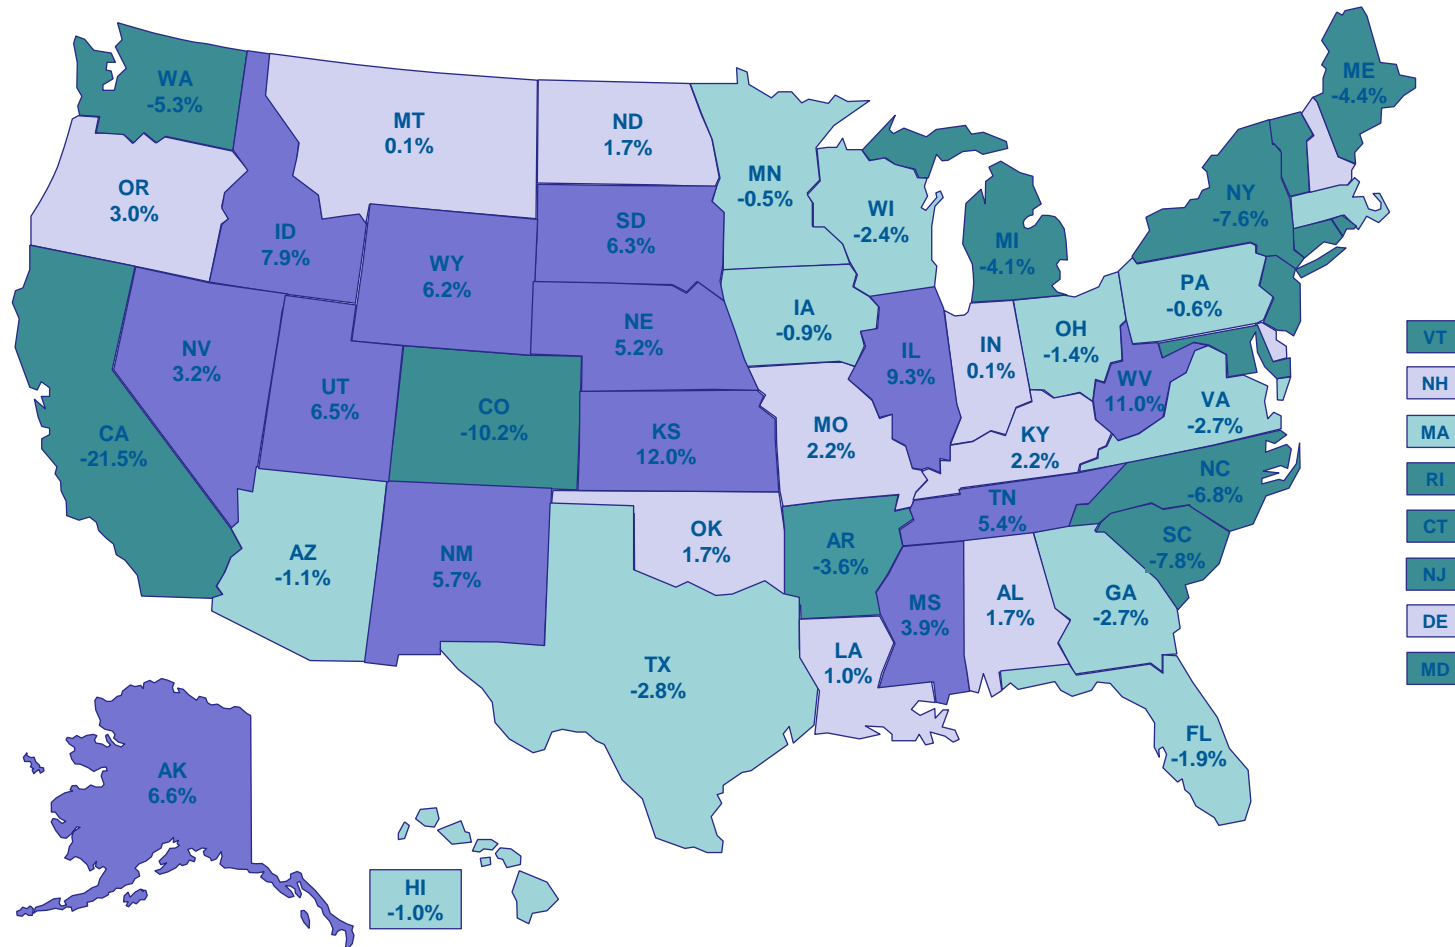 WA
-5.3%
ME
-4.4%
MT
0.1%
ND
1.7%
MN
-0.5%
OR
3.0%
NY
-7.6%
WI
-2.4%
SD
6.3%
ID
7.9%
MI
-4.1%
WY
6.2%
PA
-0.6%
IA
-0.9%
NE
5.2%
OH
-1.4%
NV
3.2%
IL
9.3%
IN
0.1%
VT
UT
6.5%
WV
11.0%
NH
CO
-10.2%
VA
-2.7%
CA
-21.5%
KS
12.0%
MO
2.2%
KY
2.2%
MA
NC
-6.8%
RI
TN
5.4%
OK
1.7%
CT
AZ
-1.1%
NM
5.7%
AR
-3.6%
SC
-7.8%
NJ
MS
3.9%
AL
1.7%
GA
-2.7%
DE
LA
1.0%
TX
-2.8%
MD
FL
-1.9%
AK
6.6%
HI
-1.0%